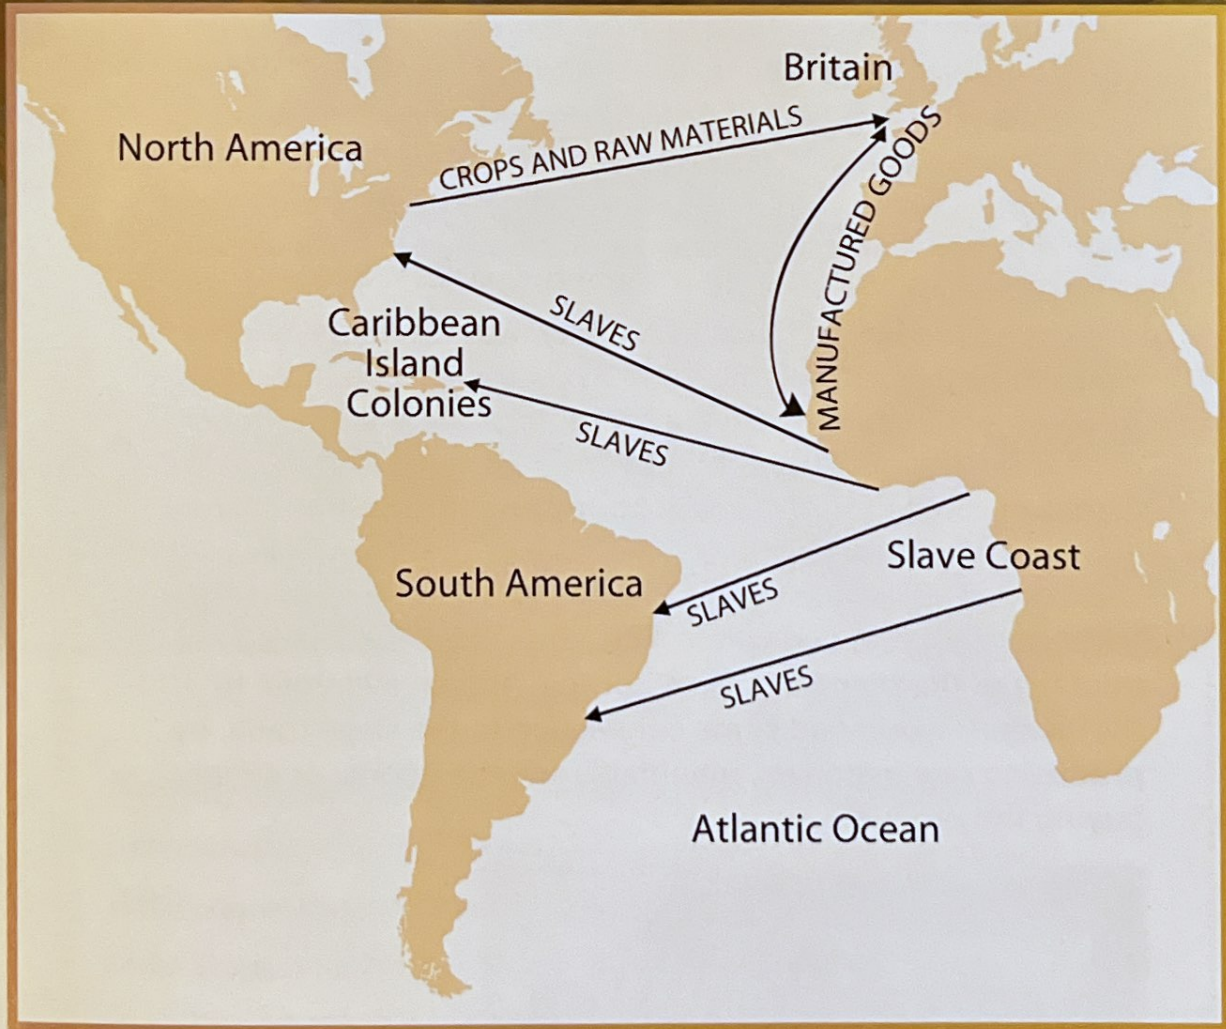 Britain
North America
CROPS AND RAW MATERIALS
MANUFACTURED GOODS
SLAVES
Caribbean
Island
Colonies
SLAVES
Slave Coast
South America
SLAVES
SLAVES
Atlantic Ocean